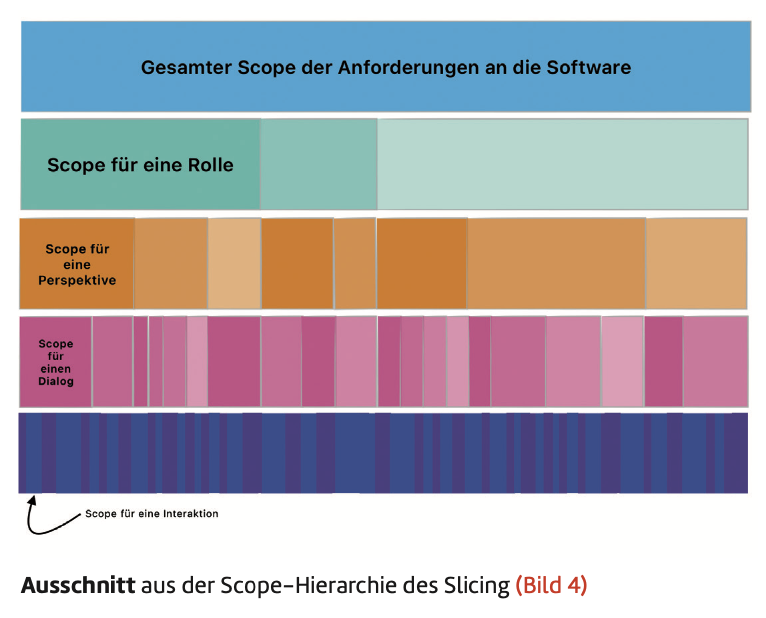 Gesamter Scope der Anforderungen an die Software
Scope für eine Rolle
Scope für
eine
Perspektive
Scope
für
einen
Dialog
Scope für eine Interaktion
Ausschnitt aus der Scope-Hierarchie des Slicing (Bild 4)